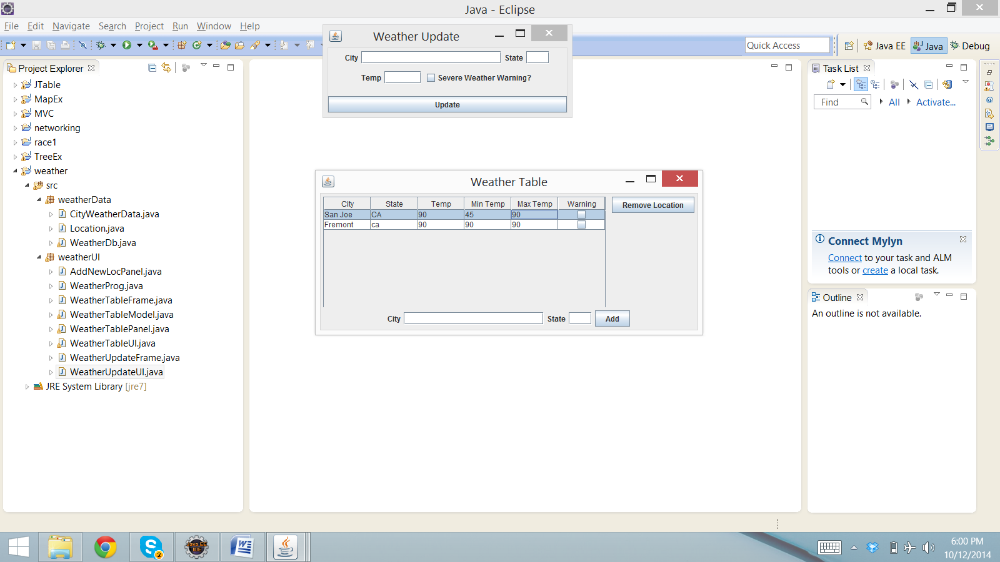 Java - Eclipse
File Edit Navigate Search Project Run Window Help
Quick Access
Java EE Java Debug
Project Explorer
JTable
MapEx
MVC
networking
race1
TreeEx
weather
src
weatherData
CityWeatherData.java
Location.java
WeatherDb.java
weatherUI
AddNewLocPanel.java
WeatherProg.java
WeatherTableFrame.java
WeatherTableModel.java
WeatherTablePanel.java
WeatherTableUI.java
WeatherUpdateFrame.java
WeatherUpdateUI.java
JRE System Library [jre7]
Weather Update
City State
Temp Severe Weather Warning?
Update
Weather Table
City State Temp Min Temp Max Temp Warning
San Joe CA 90 45 90
Fremont ca 90 90 90
Remove Location
City State Add
Task List
Find All Activate...
Connect Mylyn
Connect to your task and ALM
tools or create a local task.
Outline
An outline is not available.
2
Java EE
IDE
6:00 PM
10/12/2014